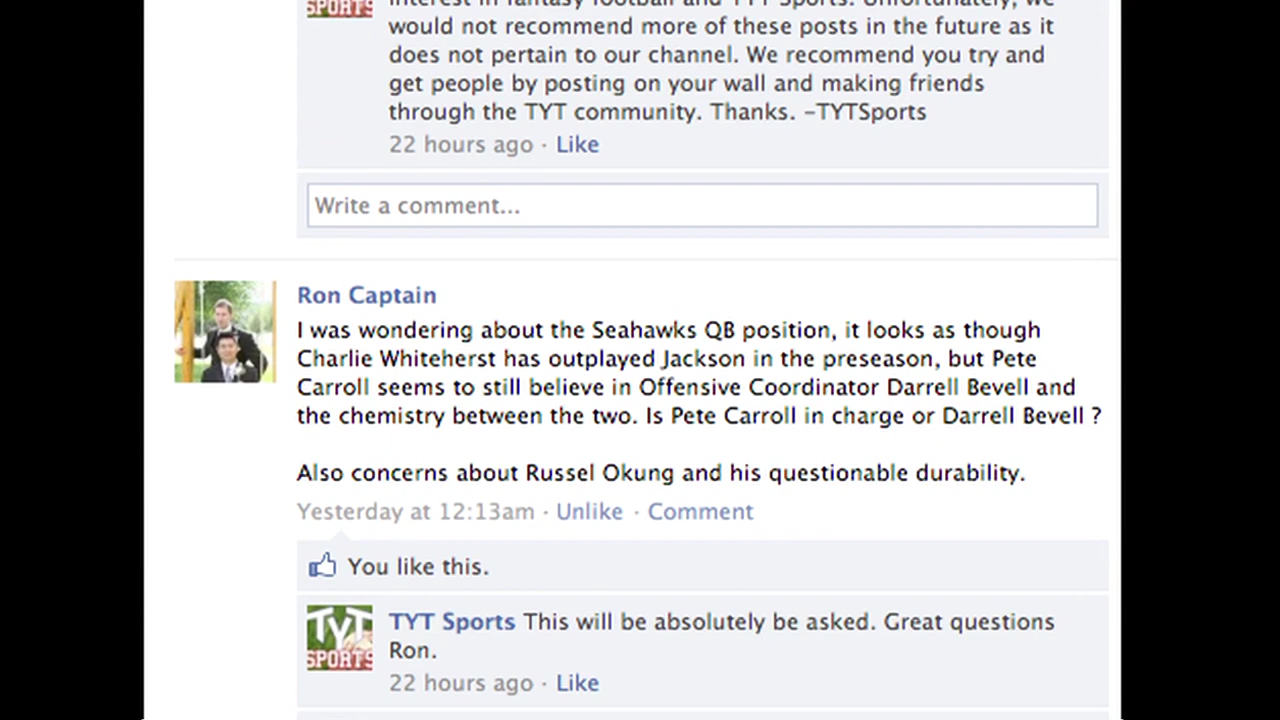 SPORTS
interest in fantasy football and TYT Sports. Unfortunately, we
would not recommend more of these posts in the future as it
does not pertain to our channel. We recommend you try and
get people by posting on your wall and making friends
through the TYT community. Thanks. -TYTSports
22 hours ago · Like
Write a comment...
Ron Captain
I was wondering about the Seahawks QB position, it looks as though
Charlie Whiteherst has outplayed Jackson in the preseason, but Pete
Carroll seems to still believe in Offensive Coordinator Darrell Bevell and
the chemistry between the two. Is Pete Carroll in charge or Darrell Bevell ?
Also concerns about Russel Okung and his questionable durability.
Yesterday at 12:13am · Unlike · Comment
You like this.
TYT SPORTS
TYT Sports This will be absolutely be asked. Great questions
Ron.
22 hours ago · Like